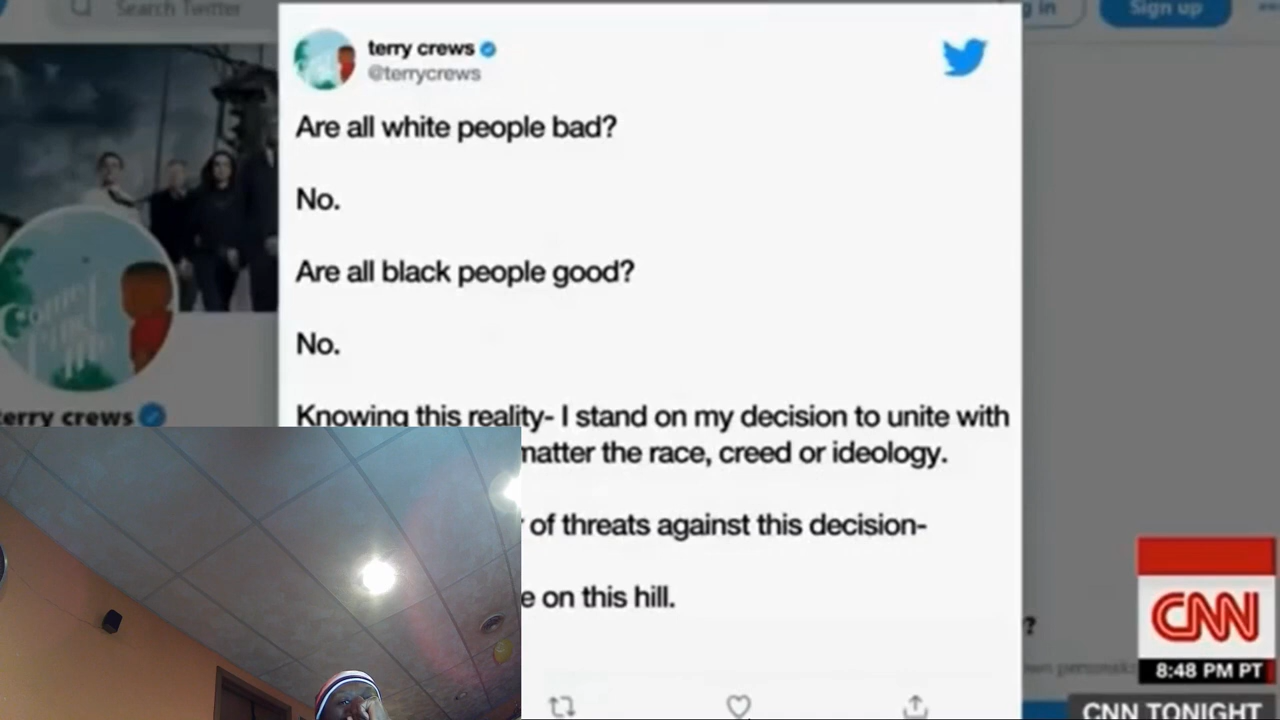 Search Twitter
Sign up
terry crews
@terrycrews
Are all white people bad?
No.
Are all black people good?
No.
Knowing this reality- I stand on my decision to unite with
matter the race, creed or ideology.
of threats against this decision-
on this hill.
terry crews
?
CNN
8:48 PM PT
CNN TONIGHT